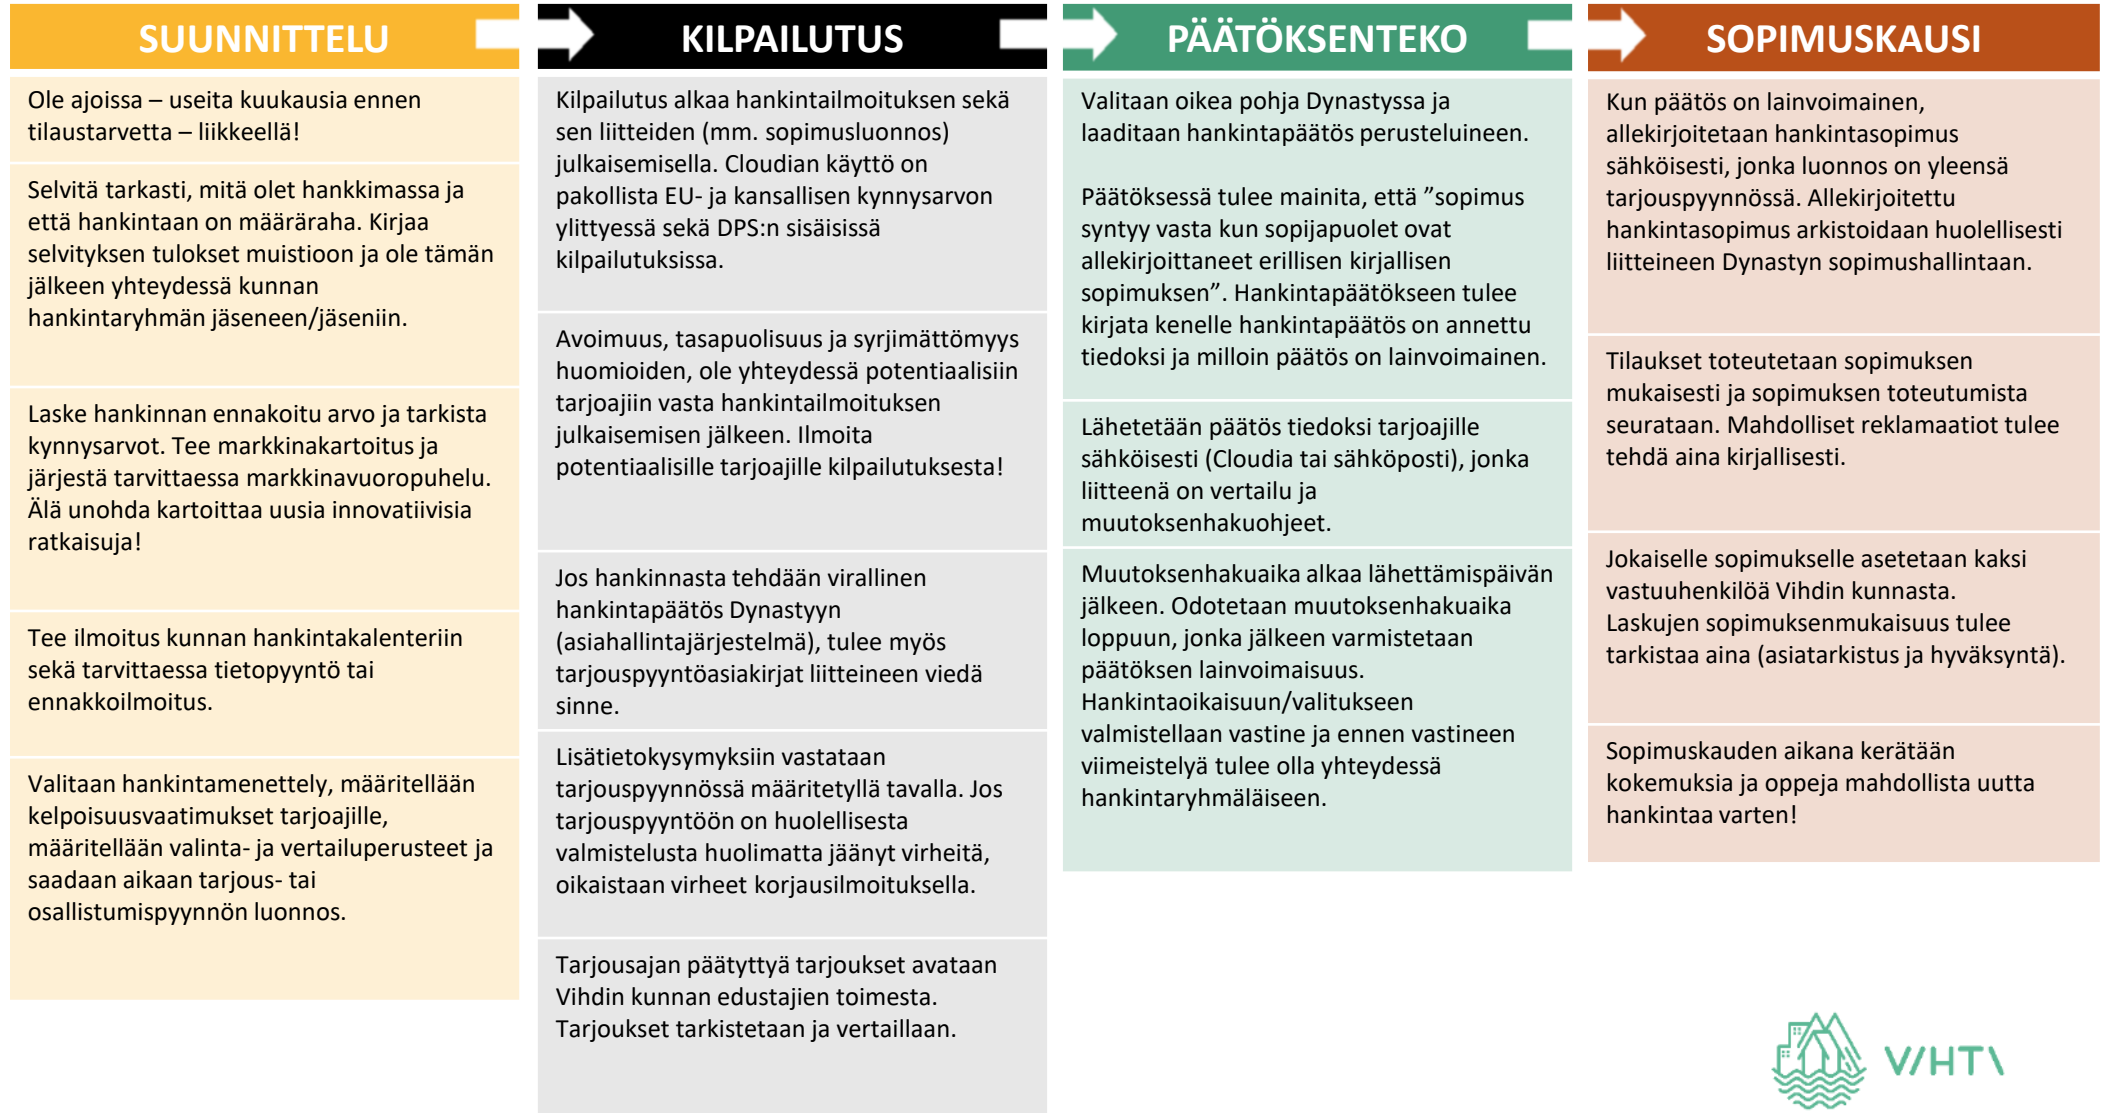 SUUNNITTELU
Ole ajoissa – useita kuukausia ennen
tilaustarvetta – liikkeellä!
Selvitä tarkasti, mitä olet hankkimassa ja
että hankintaan on määräraha. Kirjaa
selvityksen tulokset muistioon ja ole tämän
jälkeen yhteydessä kunnan
hankintaryhmän jäseneen/jäseniin.
Laske hankinnan ennakoitu arvo ja tarkista
kynnysarvot. Tee markkinakartoitus ja
järjestä tarvittaessa markkinavuoropuhelu.
Älä unohda kartoittaa uusia innovatiivisia
ratkaisuja!
Tee ilmoitus kunnan hankintakalenteriin
sekä tarvittaessa tietopyyntö tai
ennakkoilmoitus.
Valitaan hankintamenettely, määritellään
kelpoisuusvaatimukset tarjoajille,
määritellään valinta- ja vertailuperusteet ja
saadaan aikaan tarjous- tai
osallistumispyynnön luonnos.
KILPAILUTUS
Kilpailutus alkaa hankintailmoituksen sekä
sen liitteiden (mm. sopimusluonnos)
julkaisemisella. Cloudian käyttö on
pakollista EU- ja kansallisen kynnysarvon
ylittyessä sekä DPS:n sisäisissä
kilpailutuksissa.
Avoimuus, tasapuolisuus ja syrjimättömyys
huomioiden, ole yhteydessä potentiaalisiin
tarjoajiin vasta hankintailmoituksen
julkaisemisen jälkeen. Ilmoita
potentiaalisille tarjoajille kilpailutuksesta!
Jos hankinnasta tehdään virallinen
hankintapäätös Dynastyyn
(asiahallintajärjestelmä), tulee myös
tarjouspyyntöasiakirjat liitteineen viedä
sinne.
Lisätietokysymyksiin vastataan
tarjouspyynnössä määritetyllä tavalla. Jos
tarjouspyyntöön on huolellisesta
valmistelusta huolimatta jäänyt virheitä,
oikaistaan virheet korjausilmoituksella.
Tarjousajan päätyttyä tarjoukset avataan
Vihdin kunnan edustajien toimesta.
Tarjoukset tarkistetaan ja vertaillaan.
PÄÄTÖKSENTEKO
Valitaan oikea pohja Dynastyssa ja
laaditaan hankintapäätös perusteluineen.
Päätöksessä tulee mainita, että ”sopimus
syntyy vasta kun sopijapuolet ovat
allekirjoittaneet erillisen kirjallisen
sopimuksen”. Hankintapäätökseen tulee
kirjata kenelle hankintapäätös on annettu
tiedoksi ja milloin päätös on lainvoimainen.
Lähetetään päätös tiedoksi tarjoajille
sähköisesti (Cloudia tai sähköposti), jonka
liitteenä on vertailu ja
muutoksenhakuohjeet.
Muutoksenhakuaika alkaa lähettämispäivän
jälkeen. Odotetaan muutoksenhakuaika
loppuun, jonka jälkeen varmistetaan
päätöksen lainvoimaisuus.
Hankintaoikaisuun/valitukseen
valmistellaan vastine ja ennen vastineen
viimeistelyä tulee olla yhteydessä
hankintaryhmäläiseen.
SOPIMUSKAUSI
Kun päätös on lainvoimainen,
allekirjoitetaan hankintasopimus
sähköisesti, jonka luonnos on yleensä
tarjouspyynnössä. Allekirjoitettu
hankintasopimus arkistoidaan huolellisesti
liitteineen Dynastyn sopimushallintaan.
Tilaukset toteutetaan sopimuksen
mukaisesti ja sopimuksen toteutumista
seurataan. Mahdolliset reklamaatiot tulee
tehdä aina kirjallisesti.
Jokaiselle sopimukselle asetetaan kaksi
vastuuhenkilöä Vihdin kunnasta.
Laskujen sopimuksenmukaisuus tulee
tarkistaa aina (asiatarkistus ja hyväksyntä).
Sopimuskauden aikana kerätään
kokemuksia ja oppeja mahdollista uutta
hankintaa varten!
VIHTI